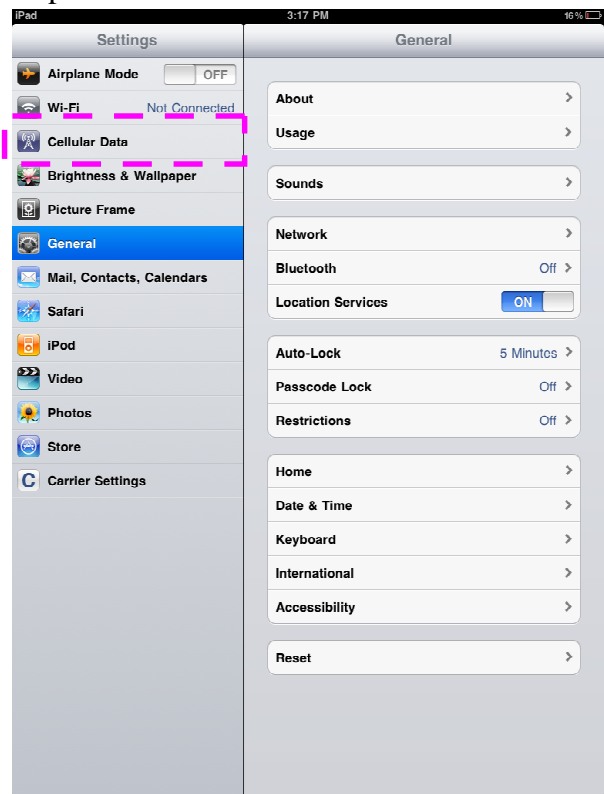 iPad 3:17 PM 16%
Settings
Airplane Mode OFF
Wi-Fi Not Connected
Cellular Data
Brightness & Wallpaper
Picture Frame
General
Mail, Contacts, Calendars
Safari
iPod
Video
Photos
Store
C Carrier Settings
General
About
Usage
Sounds
Network
Bluetooth Off
Location Services ON
Auto-Lock 5 Minutes
Passcode Lock Off
Restrictions Off
Home
Date & Time
Keyboard
International
Accessibility
Reset